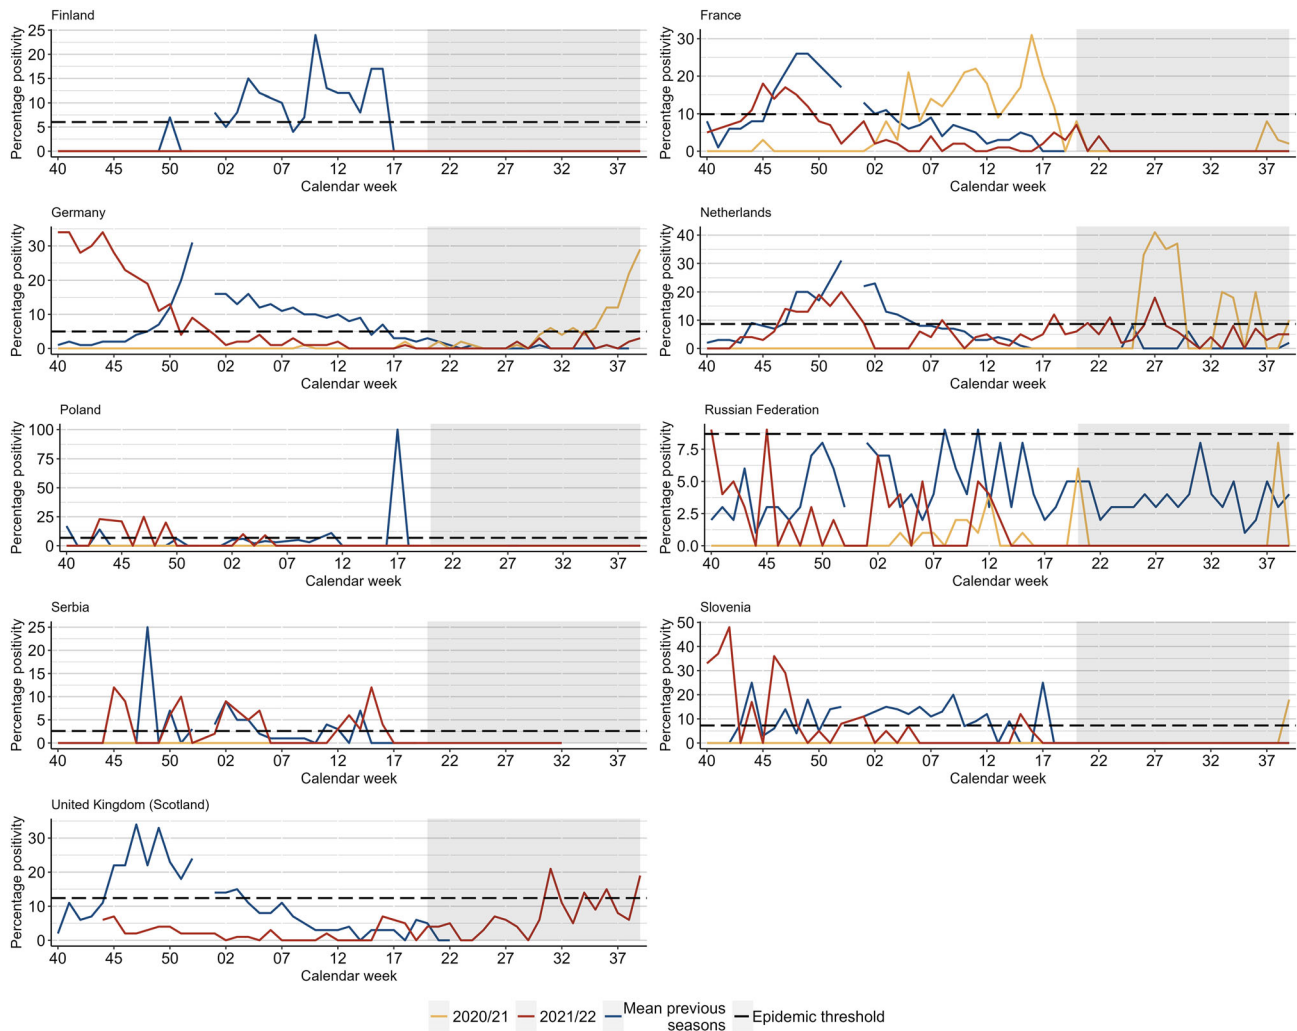 Finland
Percentage positivity
25
20
15
10
5
0
40 45 50 02 07 12 17 22 27 32 37
Calendar week
France
Percentage positivity
30
20
10
0
40 45 50 02 07 12 17 22 27 32 37
Calendar week
Germany
Percentage positivity
30
20
10
0
40 45 50 02 07 12 17 22 27 32 37
Calendar week
Netherlands
Percentage positivity
40
30
20
10
0
40 45 50 02 07 12 17 22 27 32 37
Calendar week
Poland
Percentage positivity
100
75
50
25
0
40 45 50 02 07 12 17 22 27 32 37
Calendar week
Russian Federation
Percentage positivity
7.5
5.0
2.5
0.0
40 45 50 02 07 12 17 22 27 32 37
Calendar week
Serbia
Percentage positivity
25
20
15
10
5
0
40 45 50 02 07 12 17 22 27 32 37
Calendar week
Slovenia
Percentage positivity
50
40
30
20
10
0
40 45 50 02 07 12 17 22 27 32 37
Calendar week
United Kingdom (Scotland)
Percentage positivity
30
20
10
0
40 45 50 02 07 12 17 22 27 32 37
Calendar week
2020/21 2021/22 Mean previous
seasons Epidemic threshold